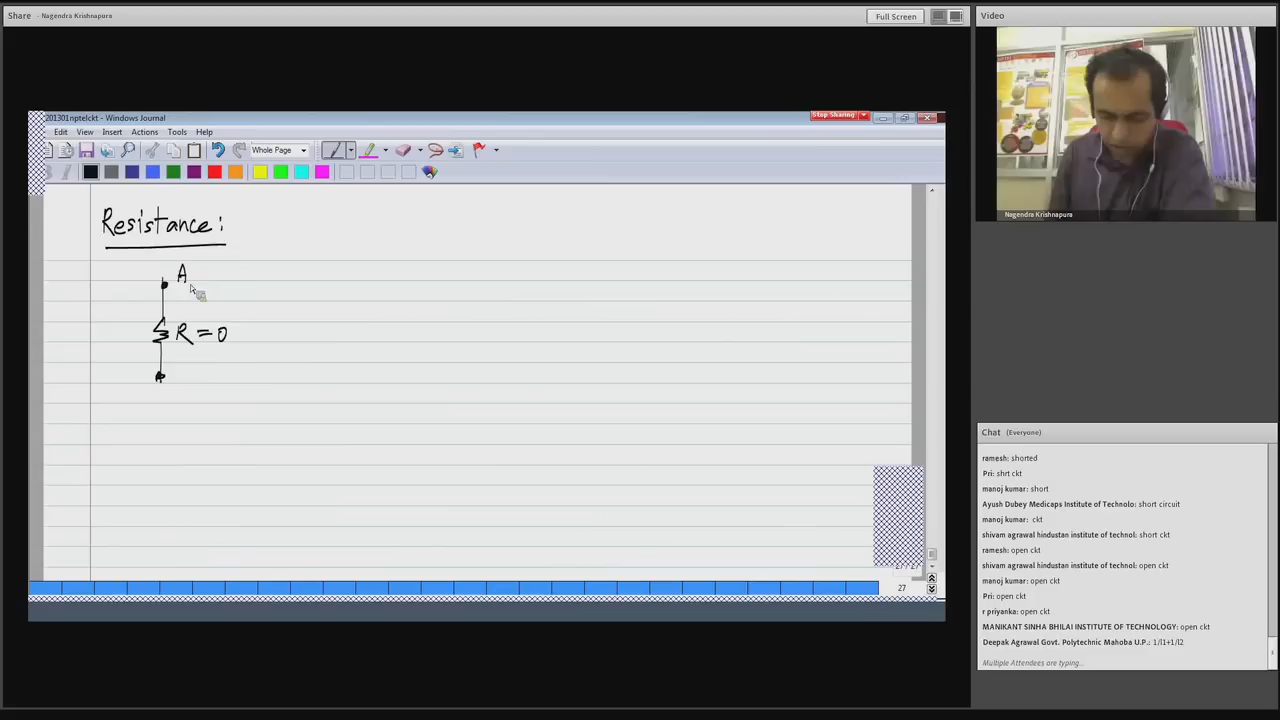 Share - Nagendra Krishnapura
Full Screen
Video
201301nptelckt - Windows Journal
Stop Sharing
Edit View Insert Actions Tools Help
Whole Page
Resistance:
A
R = 0
27
Nagendra Krishnapura
Chat (Everyone)
ramesh: shorted
Pri: shrt ckt
manoj kumar: short
Ayush Dubey Medicaps Institute of Technolo: short circuit
manoj kumar: ckt
shivam agrawal hindustan institute of technol: short ckt
ramesh: open ckt
shivam agrawal hindustan institute of technol: open ckt
manoj kumar: open ckt
Pri: open ckt
r priyanka: open ckt
MANIKANT SINHA BHILAI INSTITUTE OF TECHNOLOGY: open ckt
Deepak Agrawal Govt. Polytechnic Mahoba U.P.: 1/l1+1/l2
Multiple Attendees are typing...